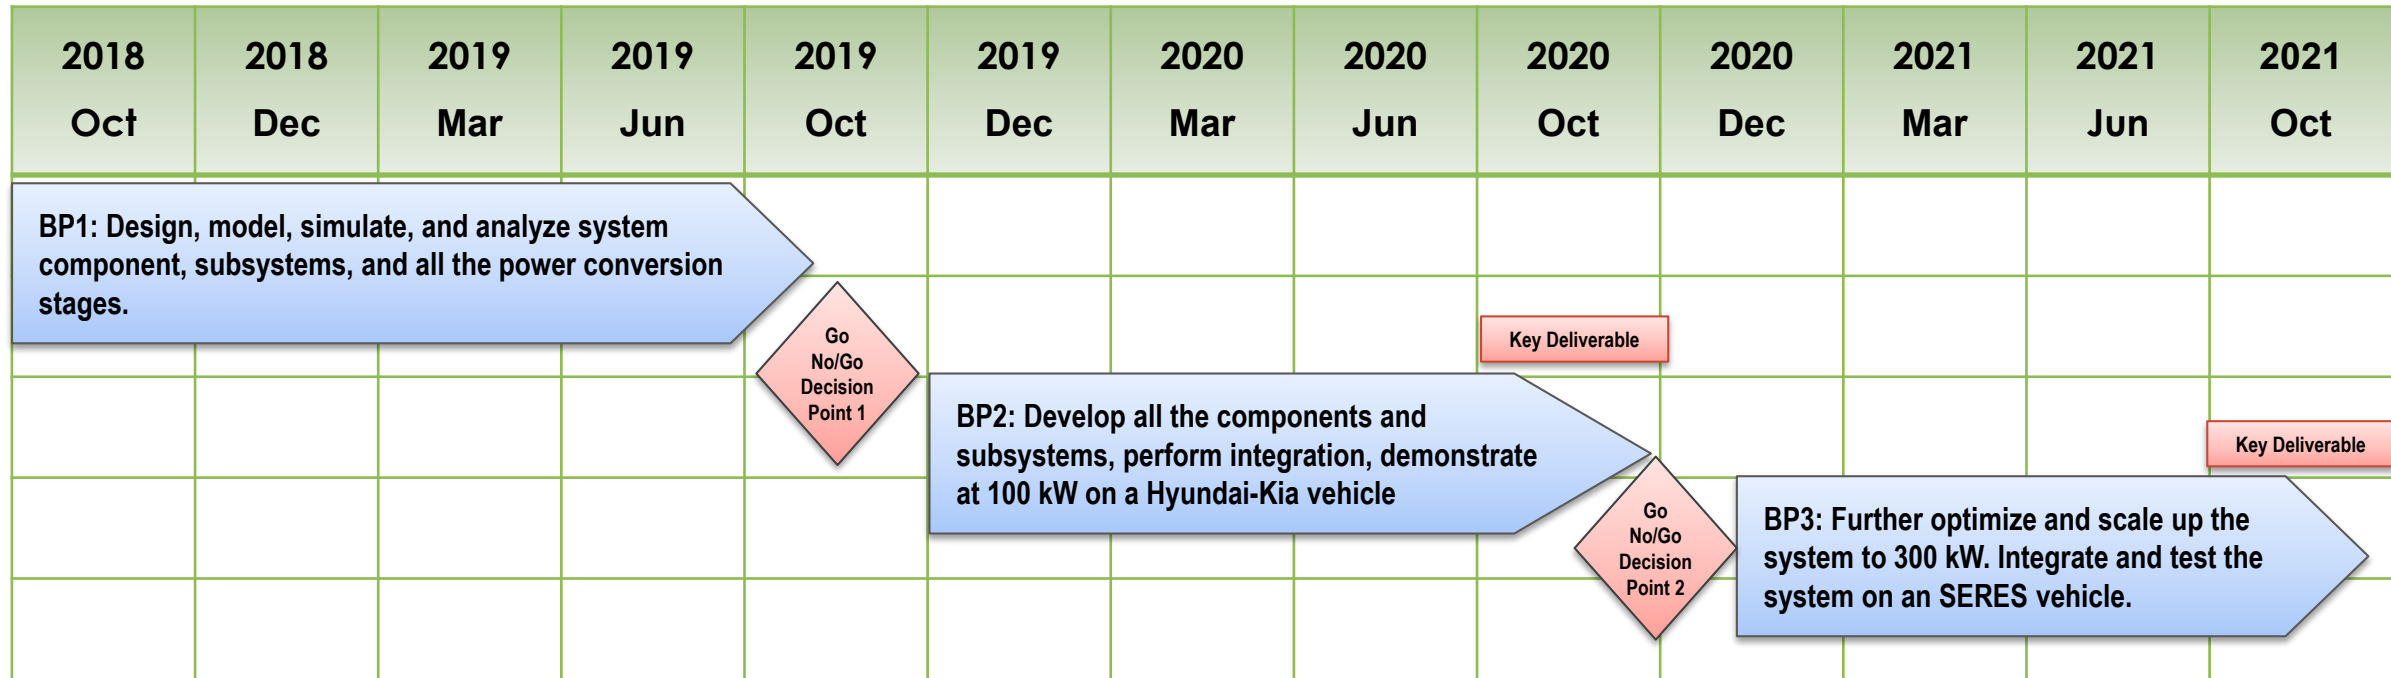 2018 2018 2019 2019 2019 2019 2020 2020 2020 2020 2021 2021 2021
Oct Dec Mar Jun Oct Dec Mar Jun Oct Dec Mar Jun Oct
BP1: Design, model, simulate, and analyze system
component, subsystems, and all the power conversion
stages.
Go
No/Go
Decision
Point 1
Key Deliverable
BP2: Develop all the components and
subsystems, perform integration, demonstrate
at 100 kW on a Hyundai-Kia vehicle
Key Deliverable
Go
No/Go
Decision
Point 2
BP3: Further optimize and scale up the
system to 300 kW. Integrate and test the
system on an SERES vehicle.